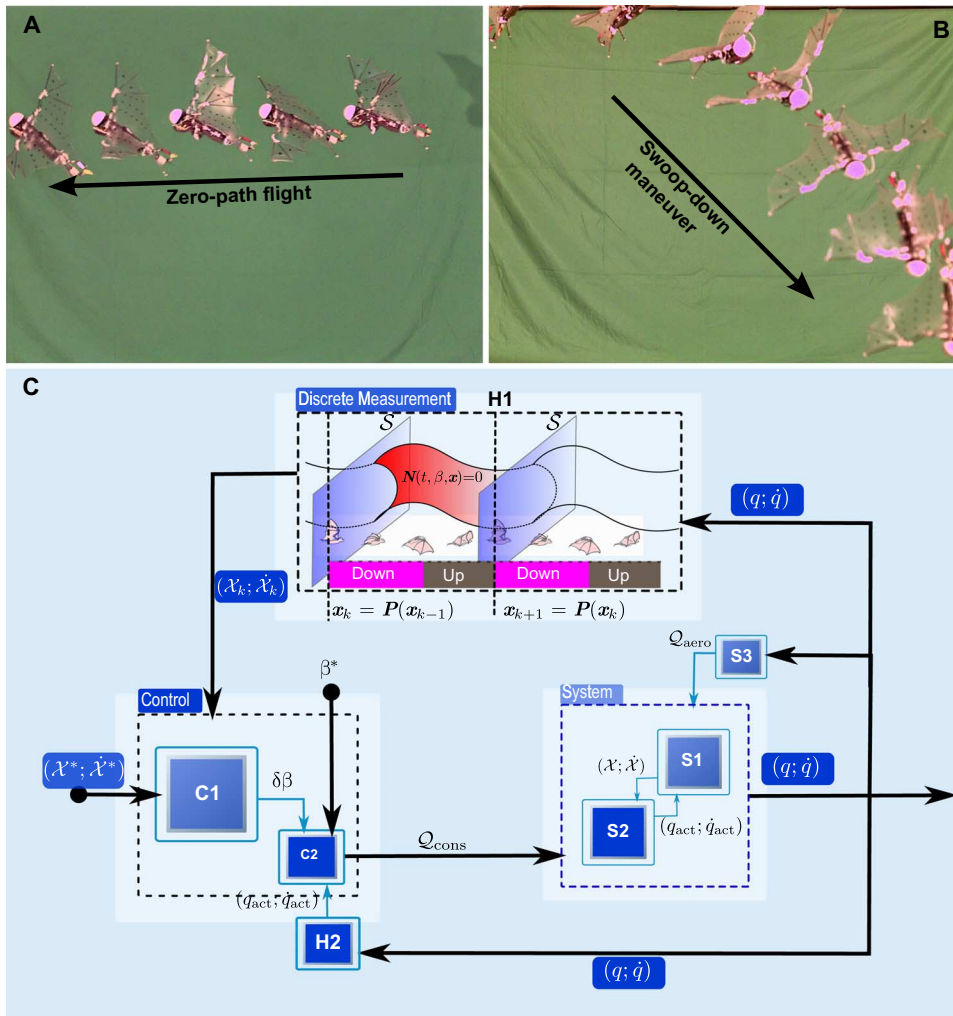 A
Zero-path flight
B
Swoop-down
maneuver
C
Discrete Measurement
H1
𝒮
𝒮
N(t, β, x)=0
Down
Up
Down
Up
x_k = P(x_{k−1})
x_{k+1} = P(x_k)
(q; q̇)
(𝒳_k; 𝒳̇_k)
β*
𝒬_aero
S3
Control
System
(𝒳*; 𝒳̇*)
C1
δβ
C2
𝒬_cons
(𝒳; 𝒳̇)
S1
S2
(q_act; q̇_act)
(q; q̇)
(q_act; q̇_act)
H2
(q; q̇)